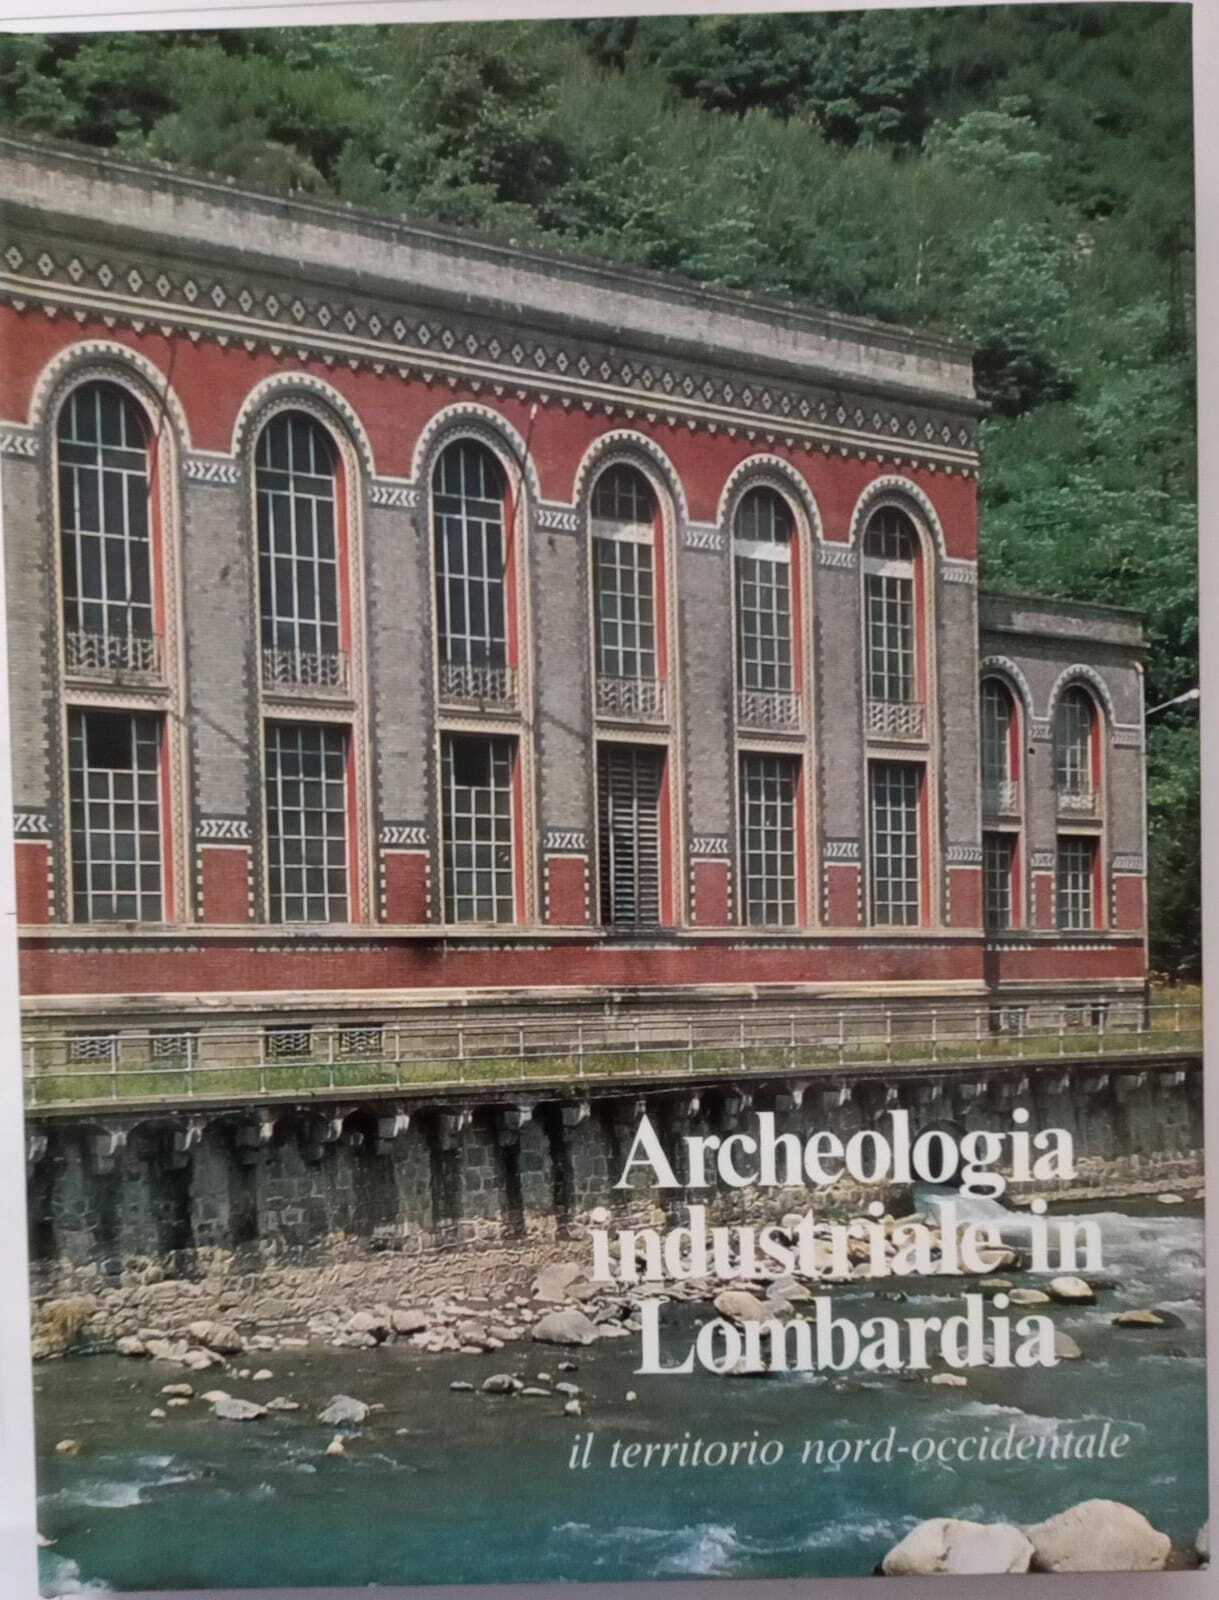 Archeologia
industriale in
Lombardia
il territorio nord-occidentale